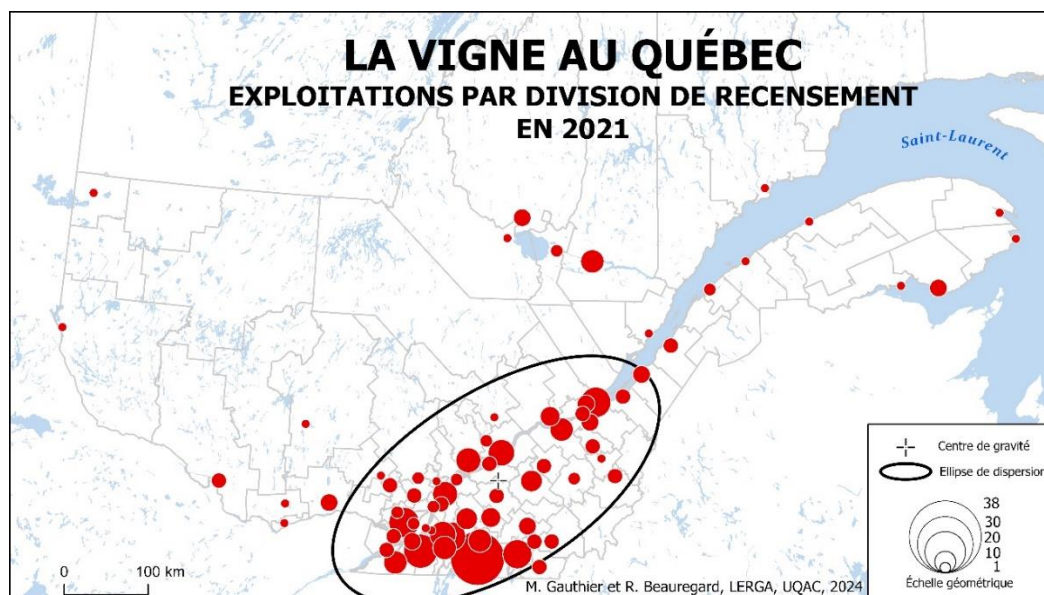 LA VIGNE AU QUÉBEC
EXPLOITATIONS PAR DIVISION DE RECENSEMENT
EN 2021
Saint-Laurent
Centre de gravité
Ellipse de dispersion
38
30
20
10
1
Échelle géométrique
0 100 km
M. Gauthier et R. Beauregard, LERGA, UQAC, 2024